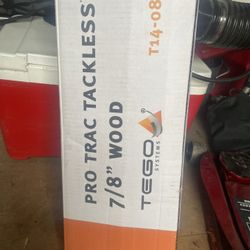 PRO TRAC TACKLESS
7/8" WOOD
TEGO
SYSTEMS
T14-08